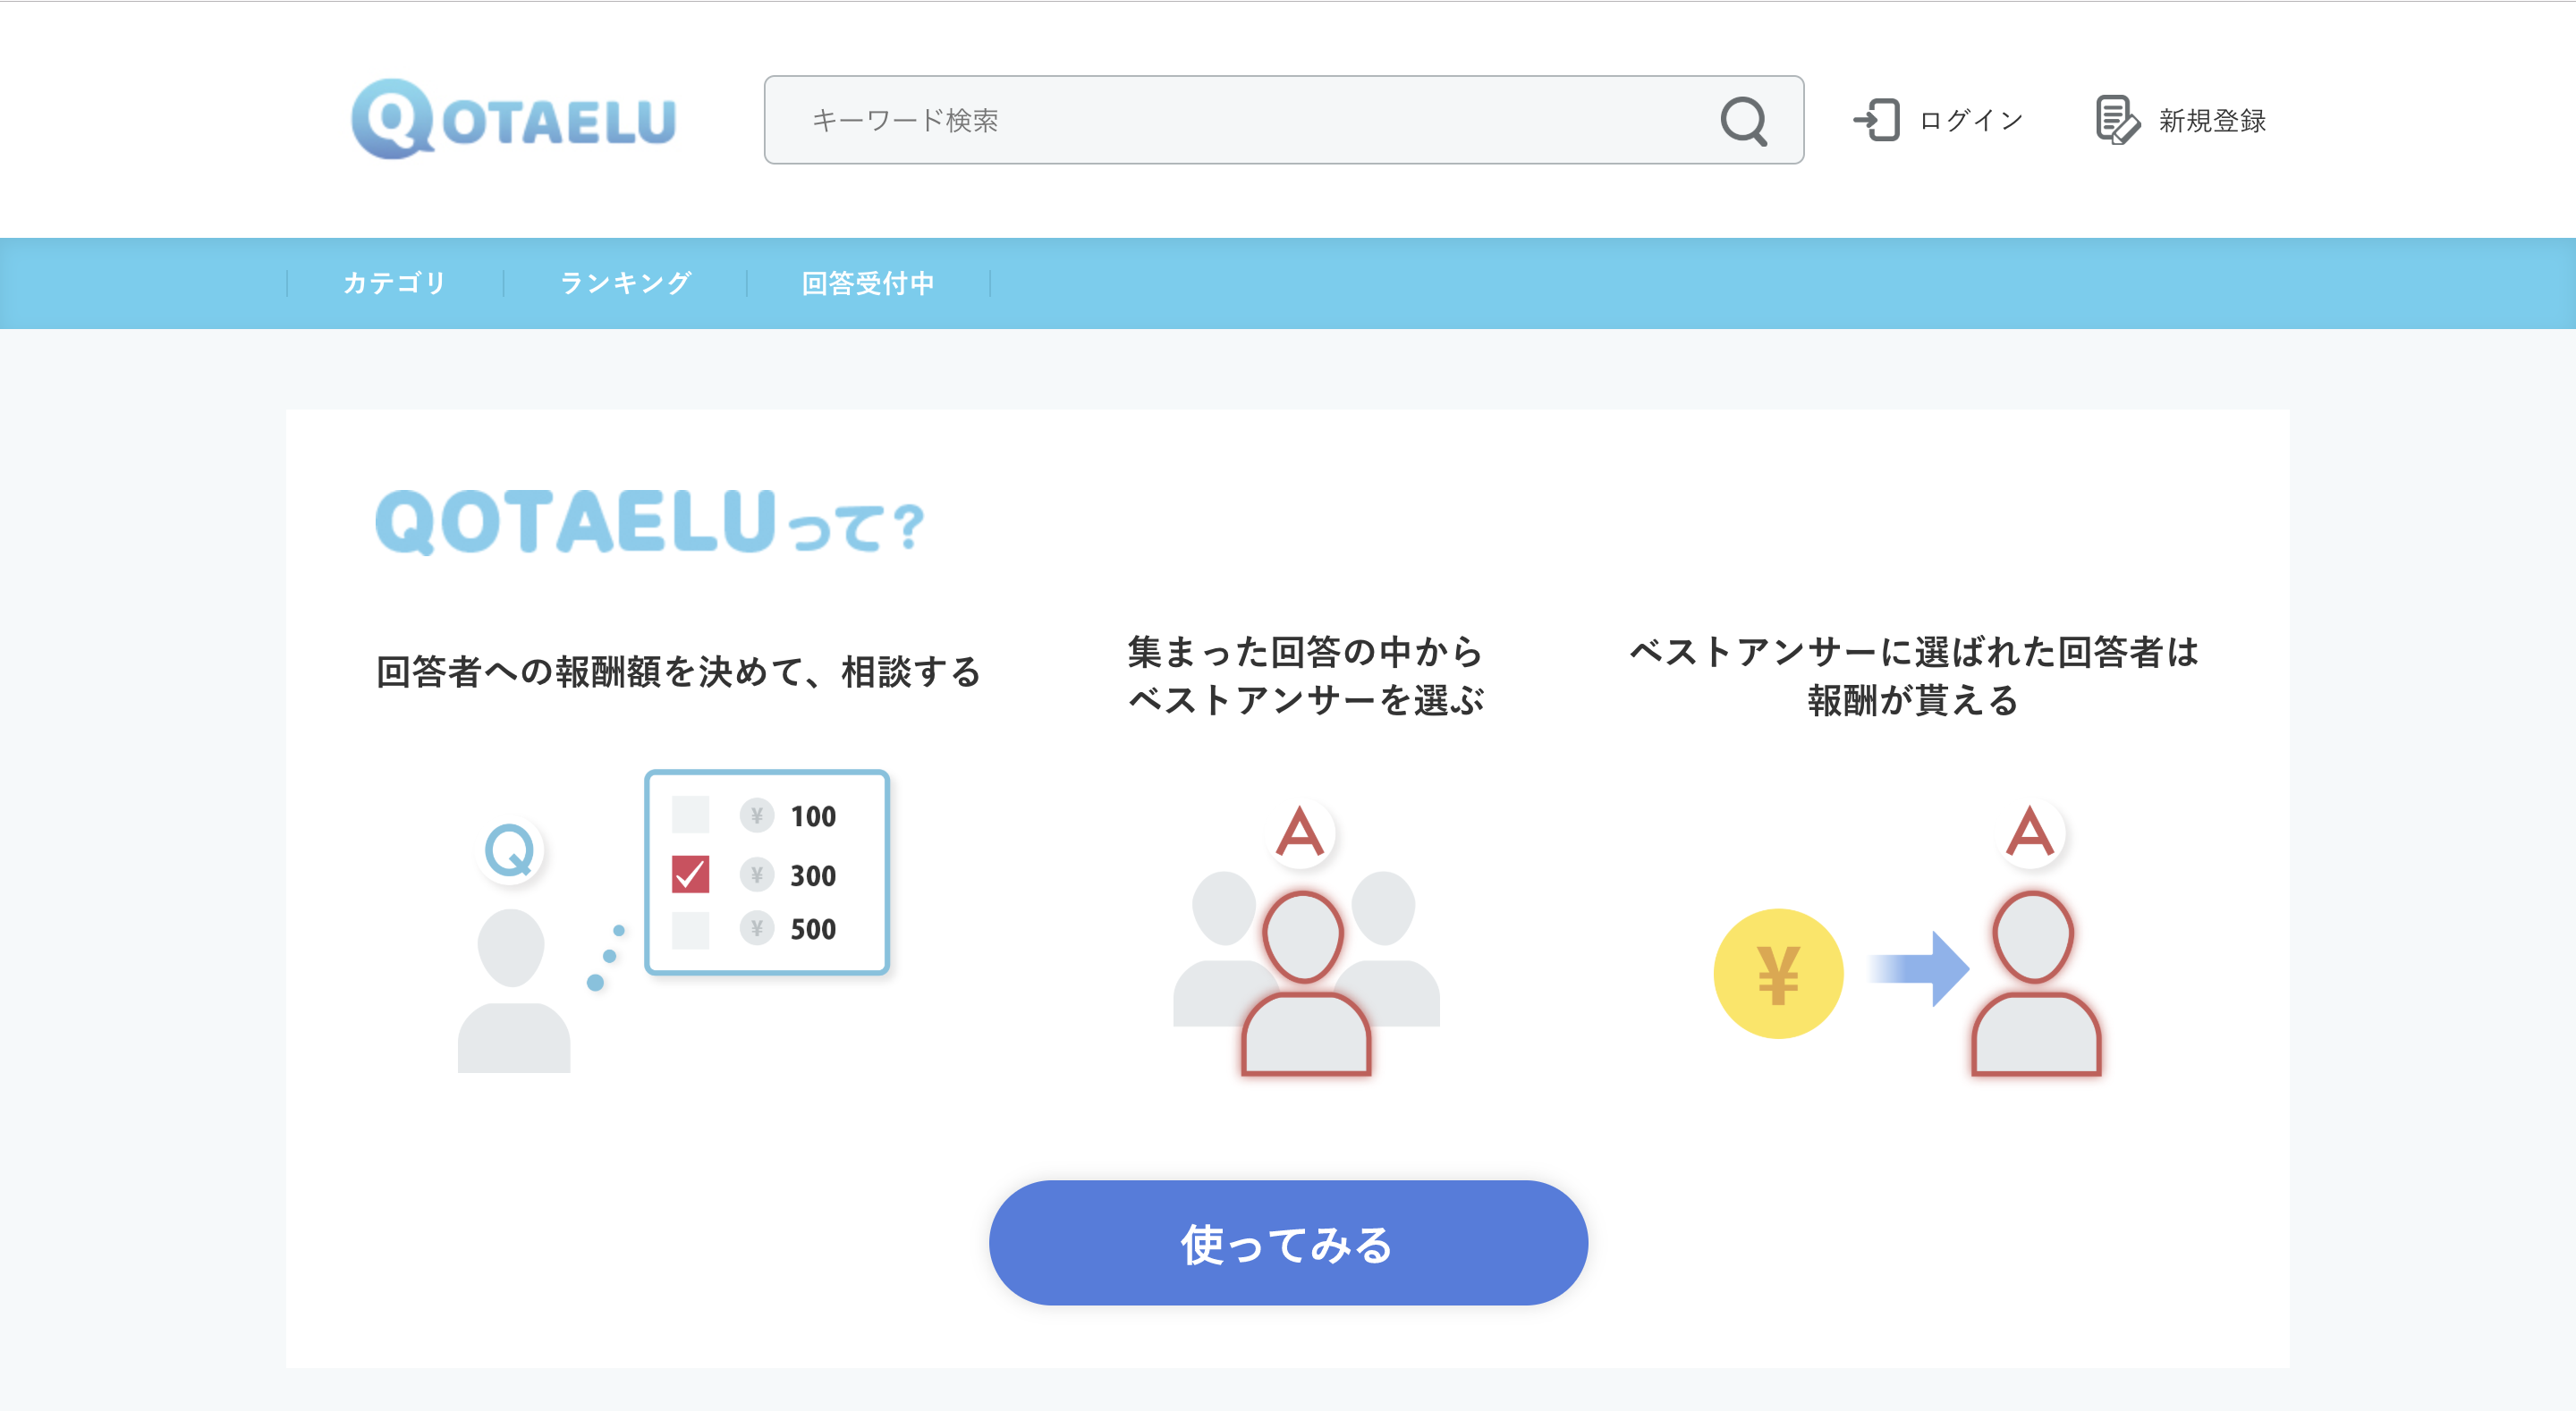 QOTAELU
キーワード検索
ログイン
新規登録
カテゴリ
ランキング
回答受付中
QOTAELUって?
回答者への報酬額を決めて、相談する
集まった回答の中から
ベストアンサーを選ぶ
ベストアンサーに選ばれた回答者は
報酬が貰える
Q
¥ 100
¥ 300
¥ 500
A
¥
A
使ってみる